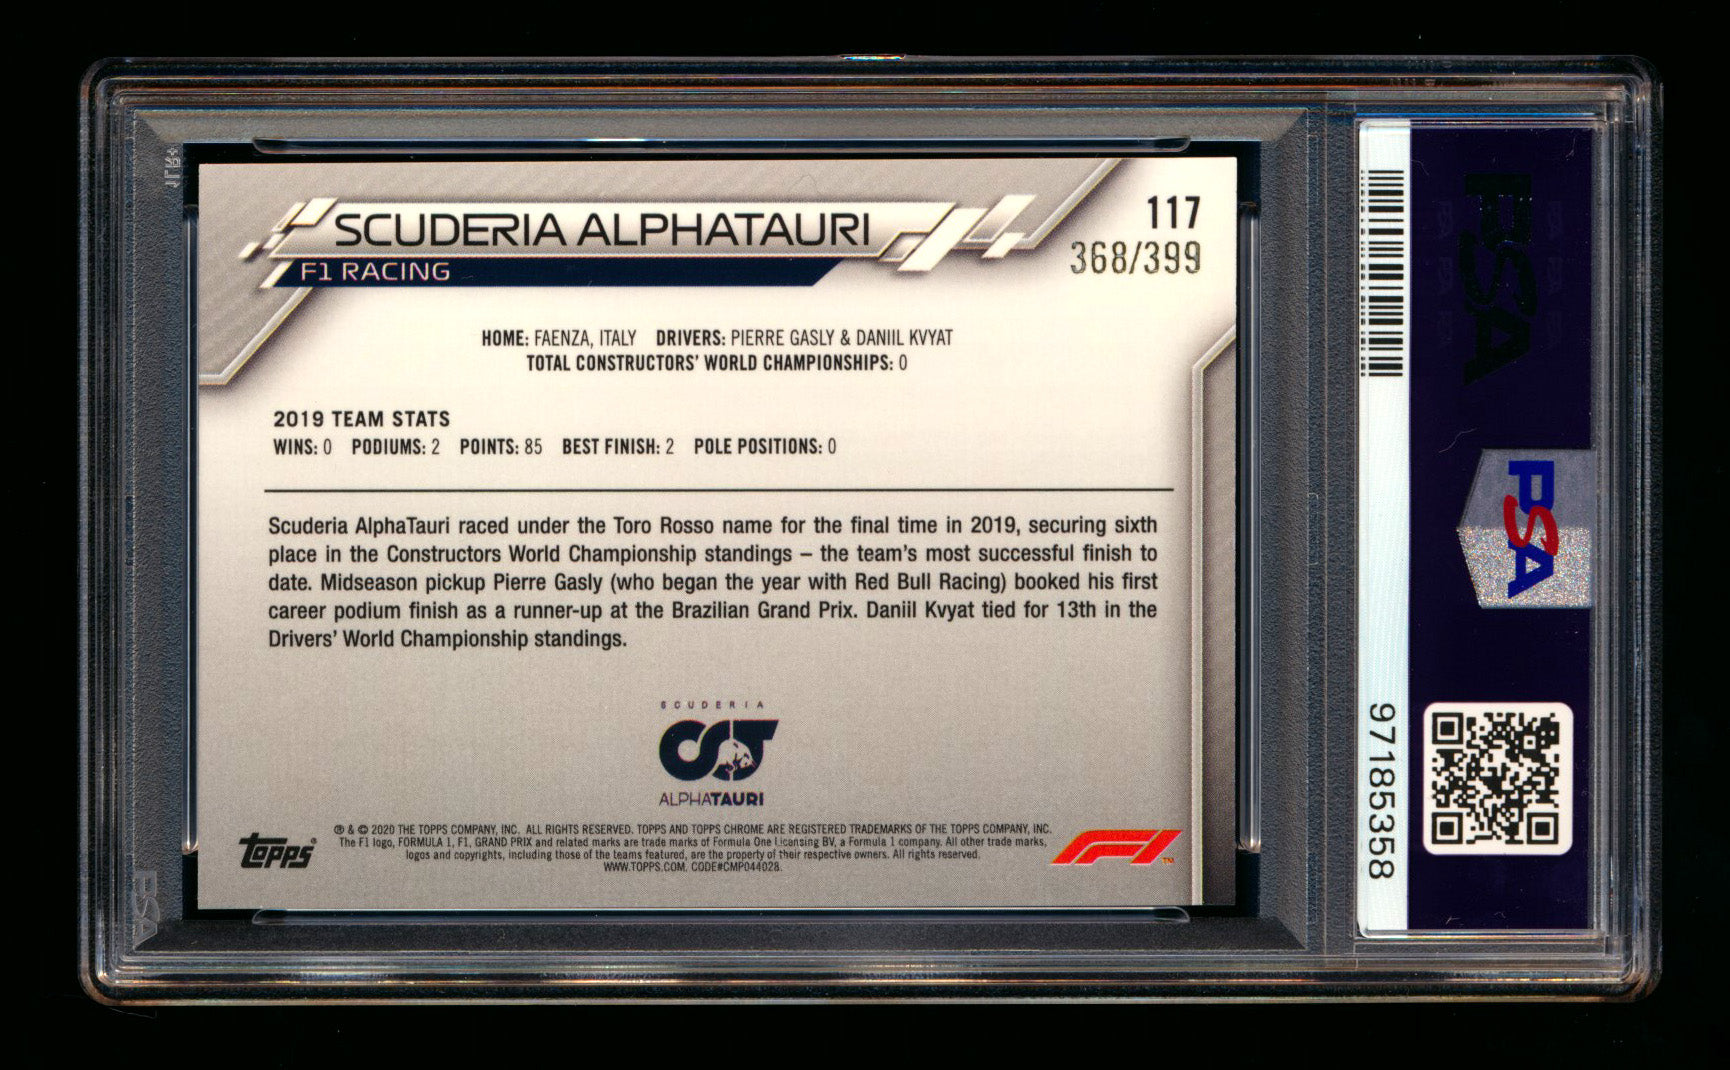 SCUDERIA ALPHATAURI
F1 RACING
117
368/399
HOME: FAENZA, ITALY DRIVERS: PIERRE GASLY & DANIIL KVYAT
TOTAL CONSTRUCTORS' WORLD CHAMPIONSHIPS: 0
2019 TEAM STATS
WINS: 0 PODIUMS: 2 POINTS: 85 BEST FINISH: 2 POLE POSITIONS: 0
Scuderia AlphaTauri raced under the Toro Rosso name for the final time in 2019, securing sixth
place in the Constructors World Championship standings – the team's most successful finish to
date. Midseason pickup Pierre Gasly (who began the year with Red Bull Racing) booked his first
career podium finish as a runner-up at the Brazilian Grand Prix. Daniil Kvyat tied for 13th in the
Drivers' World Championship standings.
SCUDERIA
AT
ALPHATAURI
Topps®
® & © 2020 THE TOPPS COMPANY, INC. ALL RIGHTS RESERVED. TOPPS AND TOPPS CHROME ARE REGISTERED TRADEMARKS OF THE TOPPS COMPANY, INC.
The F1 logo, FORMULA 1, F1, GRAND PRIX and related marks are trade marks of Formula One Licensing BV, a Formula 1 company. All other trade marks,
logos and copyrights, including those of the teams featured, are the property of their respective owners. All rights reserved.
WWW.TOPPS.COM. CODE#CMP044028.
F1™
PSA
PSA
97185358
PSA